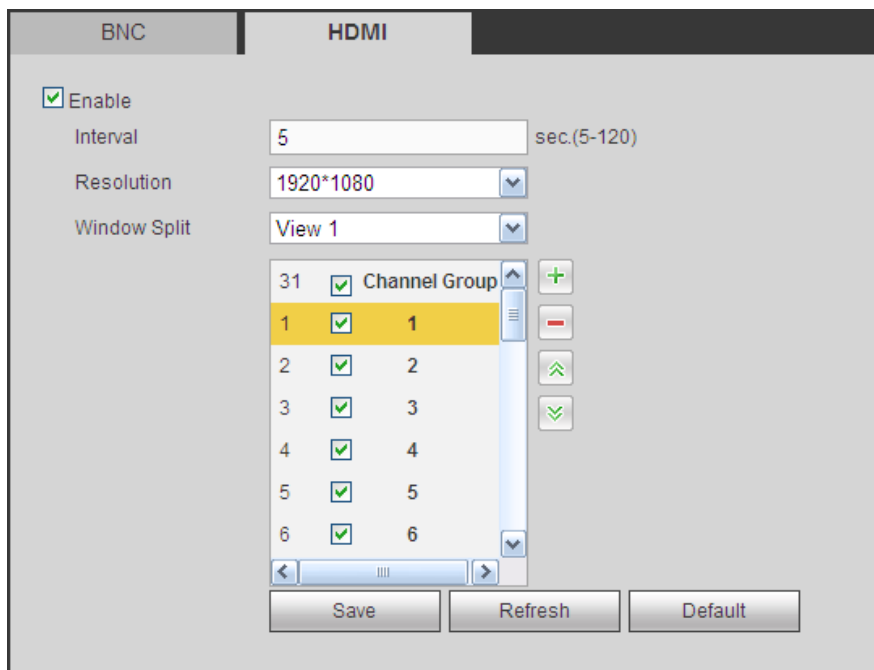 BNC HDMI
Enable
Interval 5 sec.(5-120)
Resolution 1920*1080
Window Split View 1
31 Channel Group
1 1
2 2
3 3
4 4
5 5
6 6
Save Refresh Default